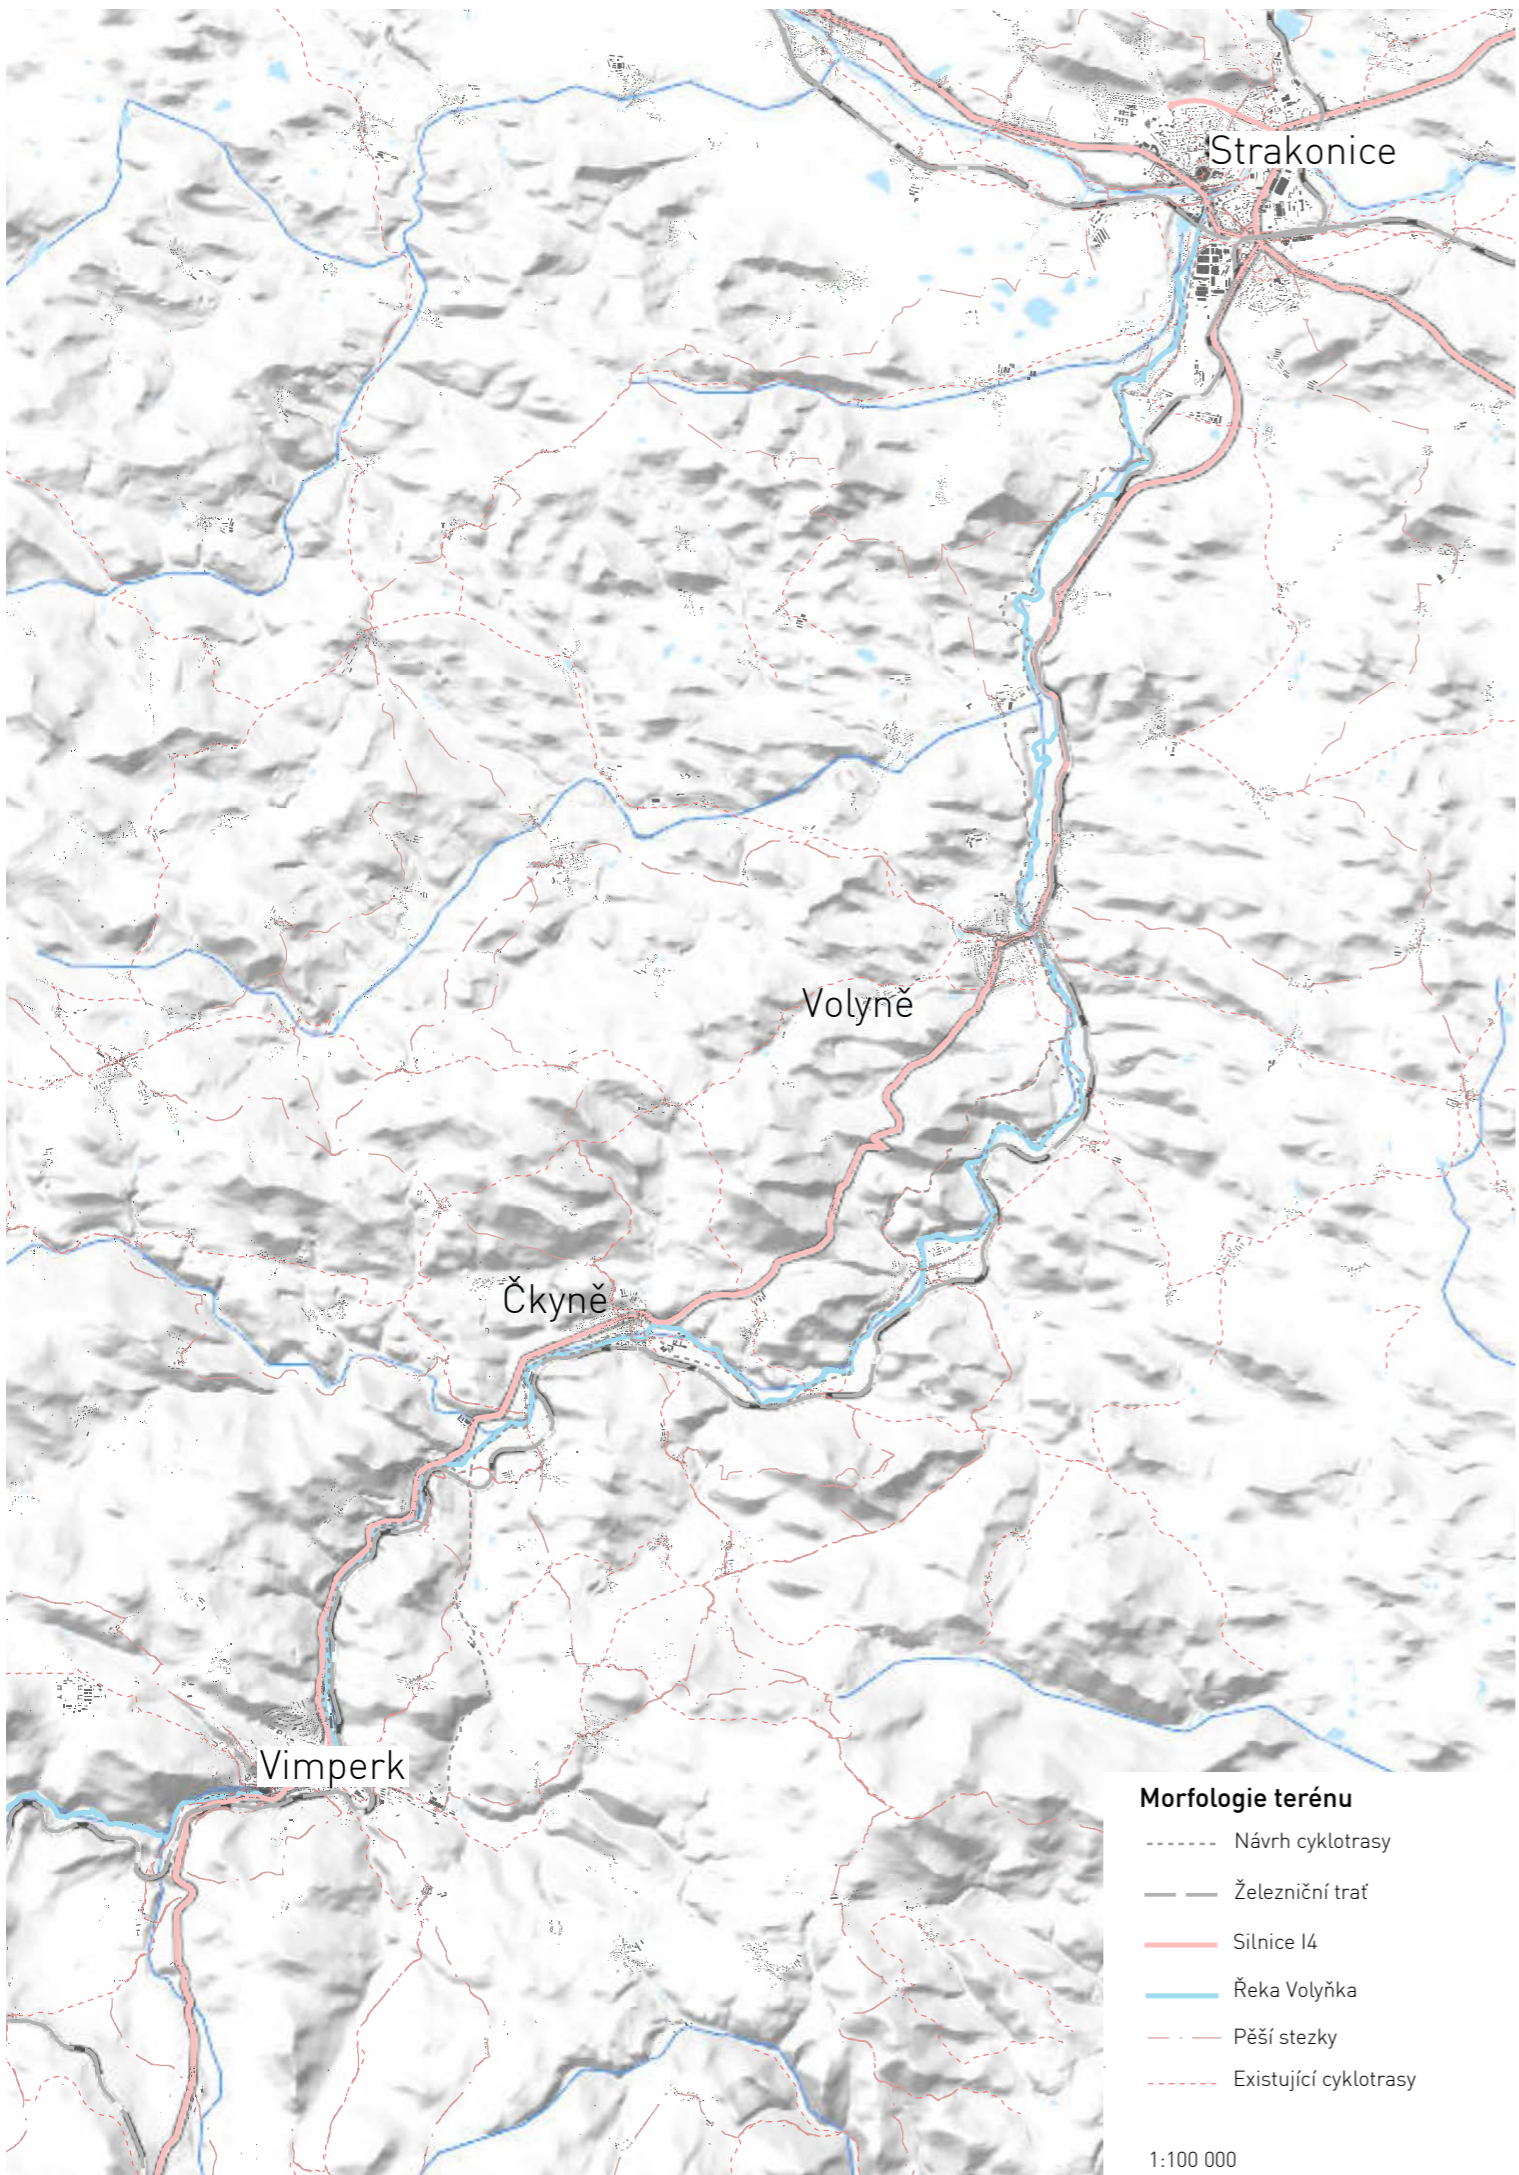 Strakonice
Volyně
Čkyně
Vimperk
Morfologie terénu
Návrh cyklotrasy
Železniční trať
Silnice I4
Řeka Volyňka
Pěší stezky
Existující cyklotrasy
1:100 000